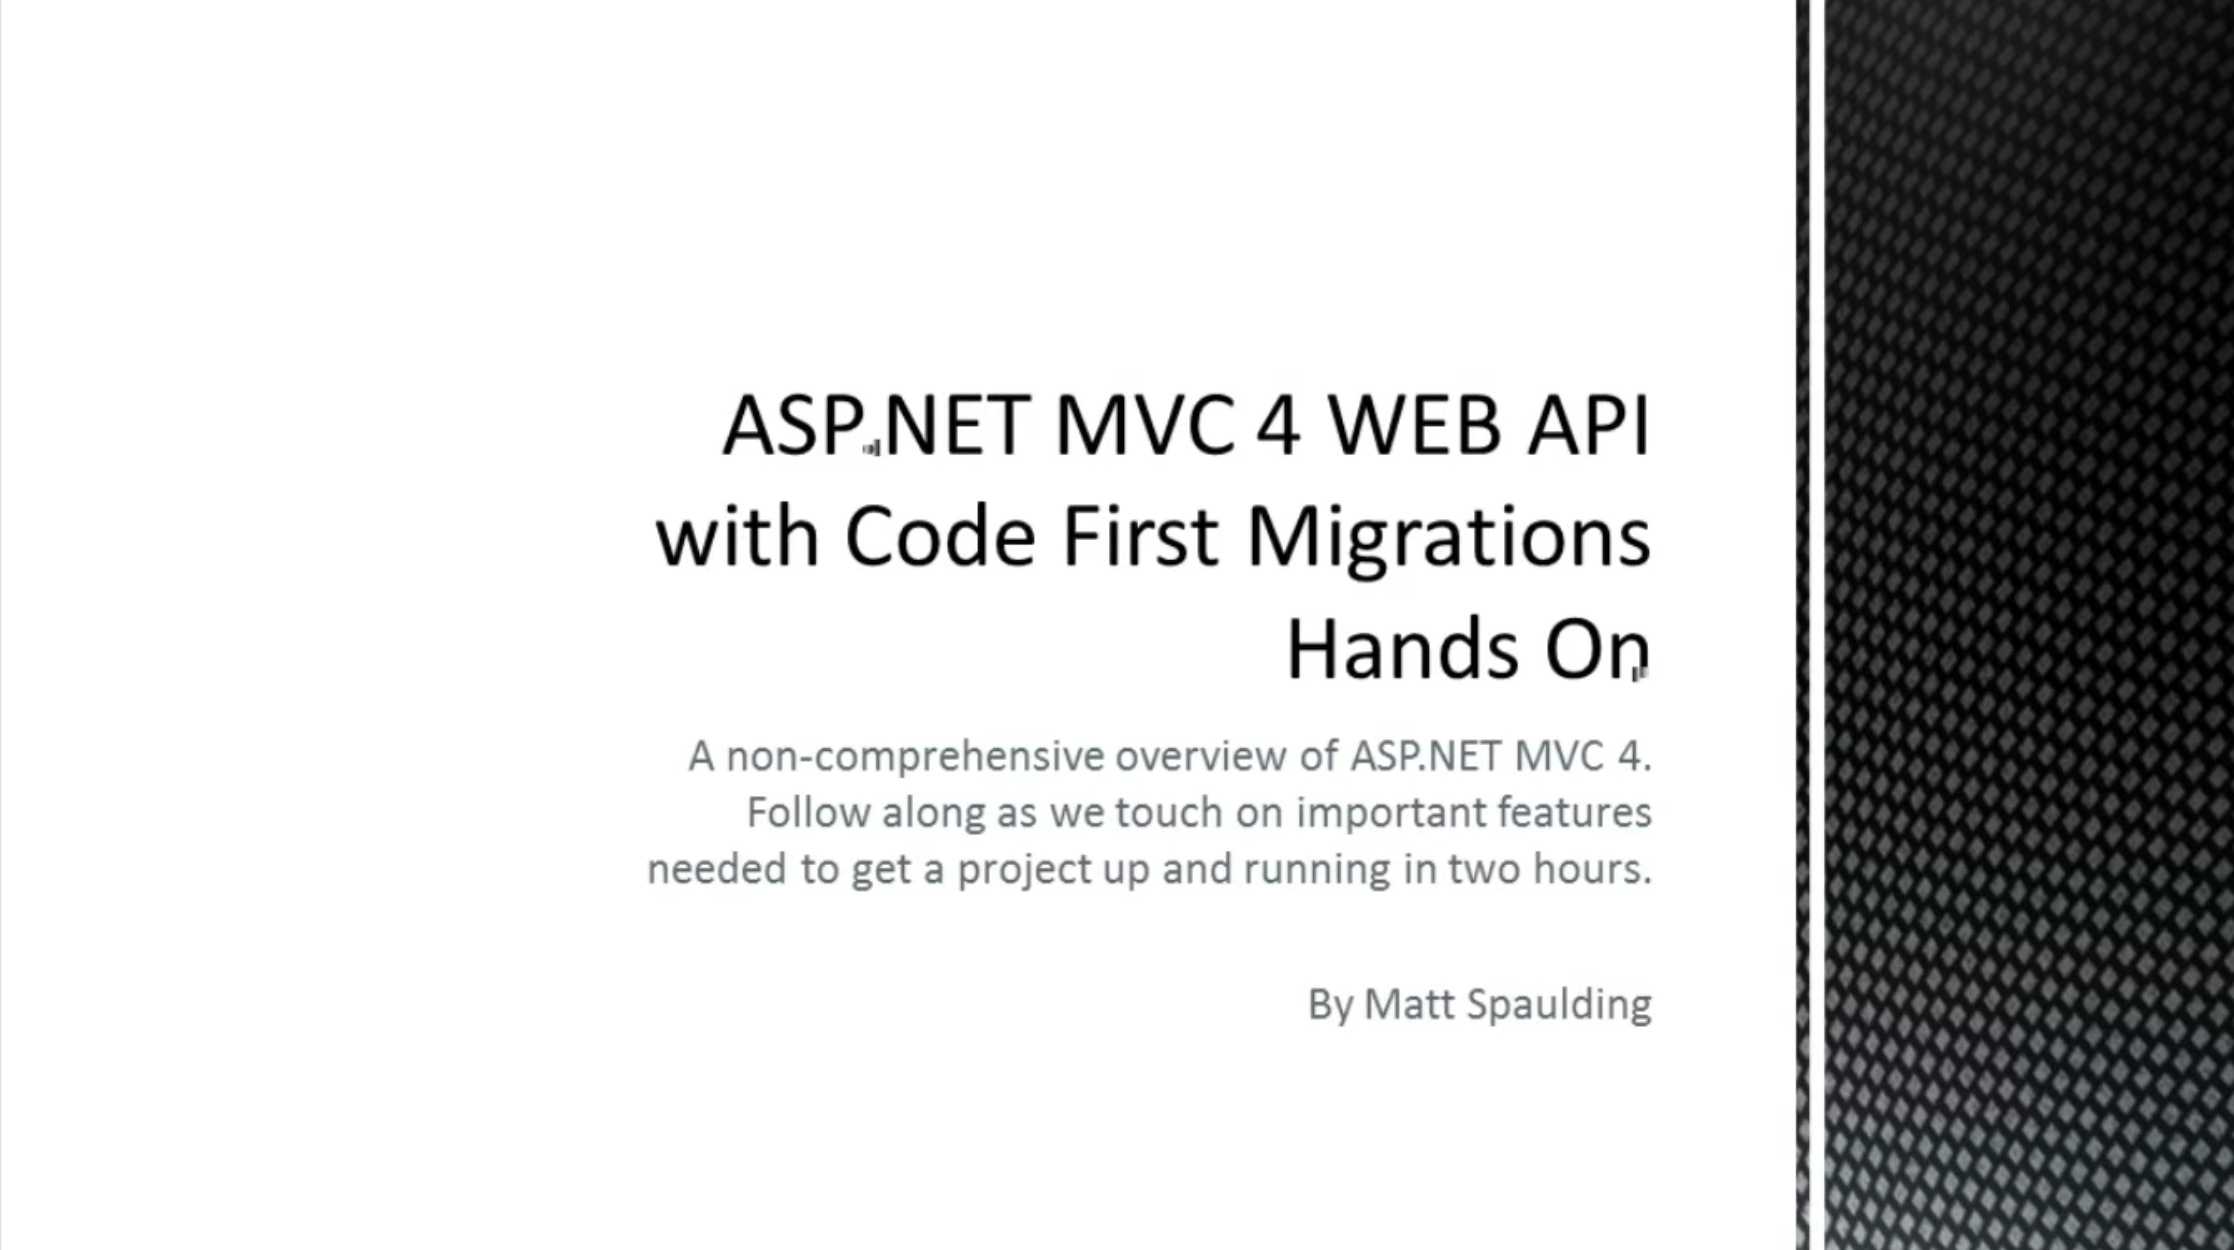 ASP.NET MVC 4 WEB API
with Code First Migrations
Hands On
A non-comprehensive overview of ASP.NET MVC 4.
Follow along as we touch on important features
needed to get a project up and running in two hours.
By Matt Spaulding